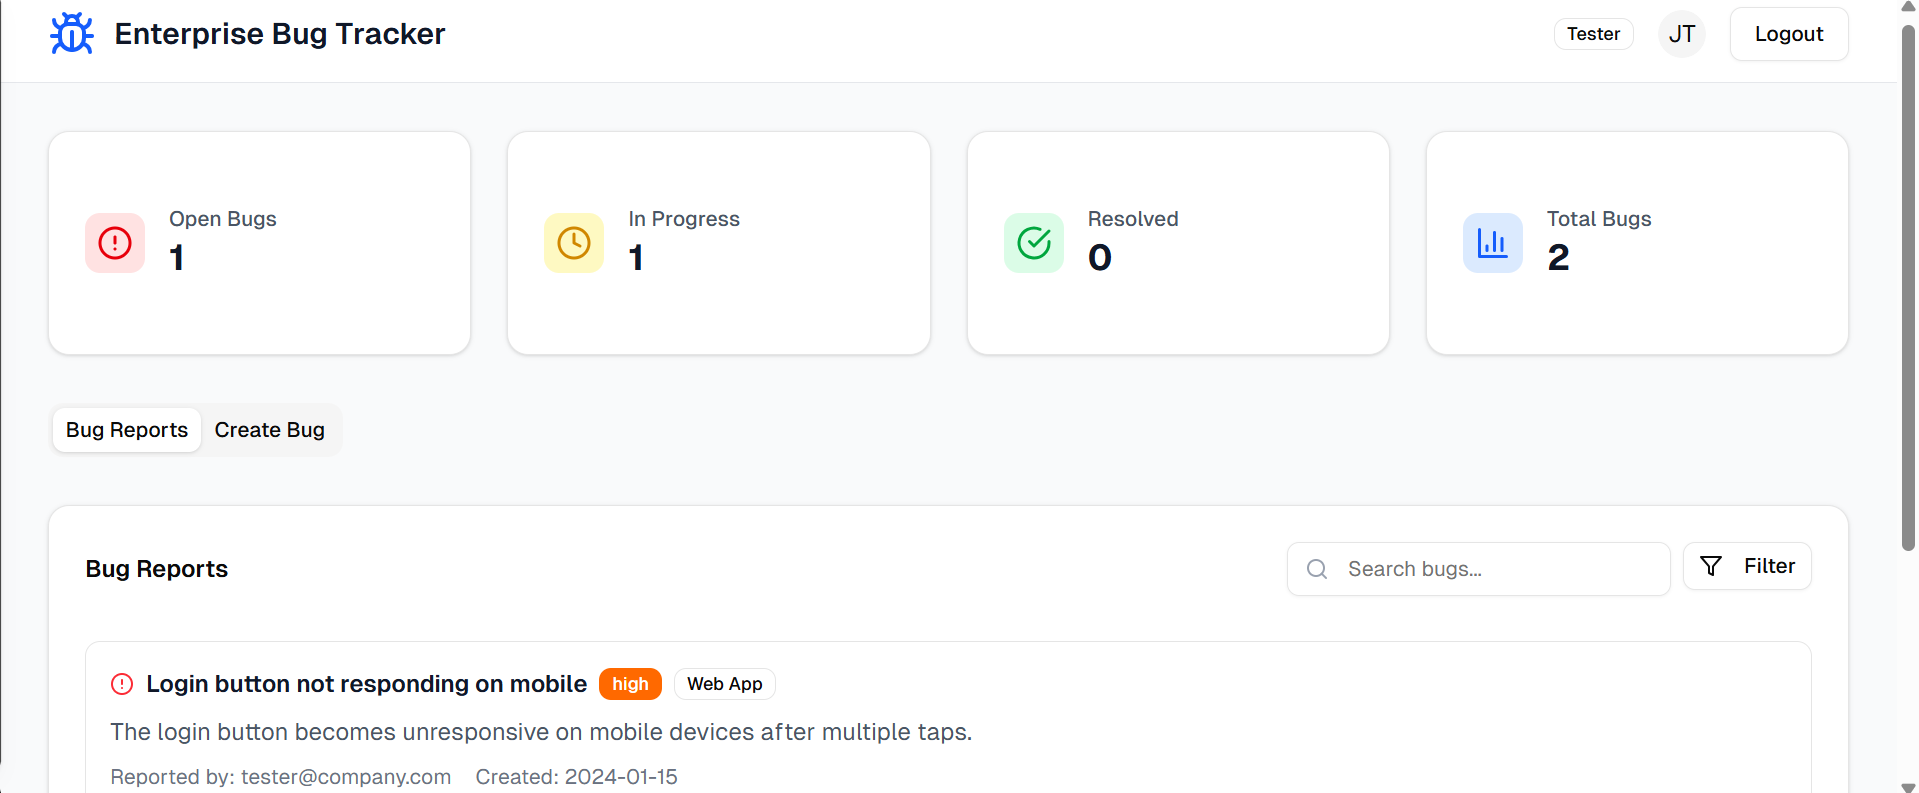 Enterprise Bug Tracker
Tester
JT
Logout
Open Bugs
1
In Progress
1
Resolved
0
Total Bugs
2
Bug Reports
Create Bug
Bug Reports
Search bugs...
Filter
Login button not responding on mobile high Web App
The login button becomes unresponsive on mobile devices after multiple taps.
Reported by: tester@company.com Created: 2024-01-15